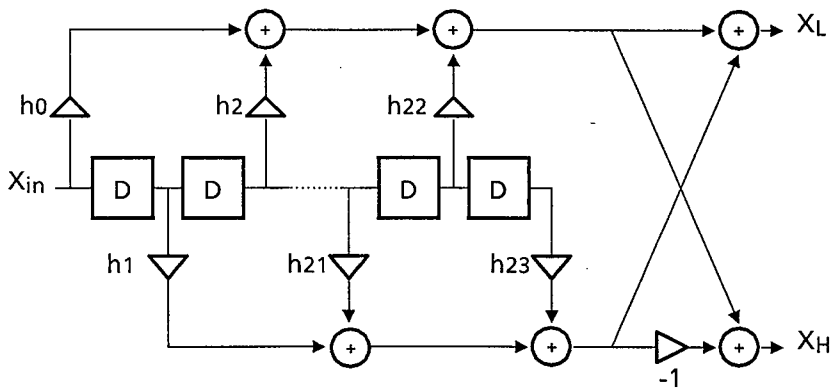 + + + X_L
h0 h2 h22
X_in D D D D
h1 h21 h23
+ + + X_H
-1